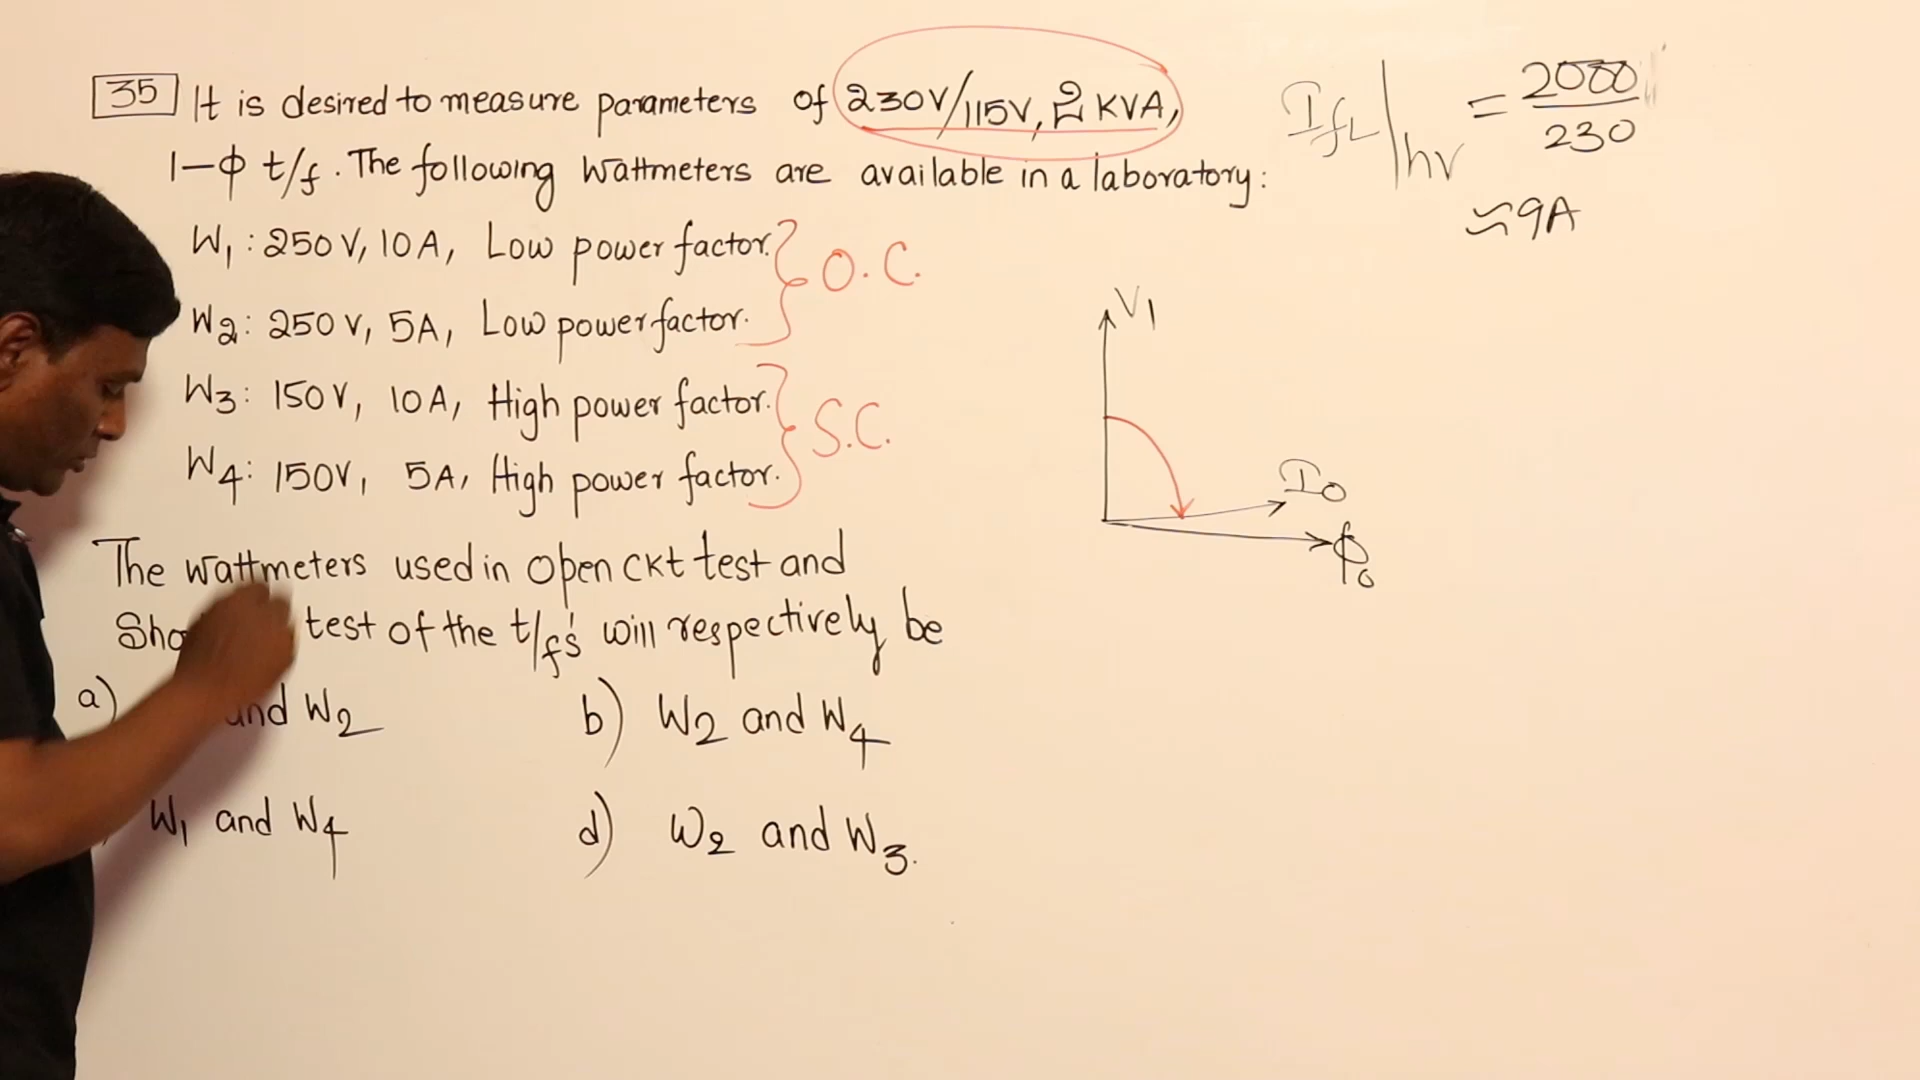 35 It is desired to measure parameters of 230V/115V, 2 KVA,
1-ϕ t/f. The following Wattmeters are available in a laboratory:
W1: 250V, 10A, Low power factor.
W2: 250V, 5A, Low power factor.
O.C.
W3: 150V, 10A, High power factor.
W4: 150V, 5A, High power factor.
S.C.
The wattmeters used in open ckt test and
test of the t/f's will respectively be
a) and W2
b) W2 and W4
W1 and W4
d) W2 and W3.
IfL/hv = 2000/230
≈9A
V1
I0
ϕ0